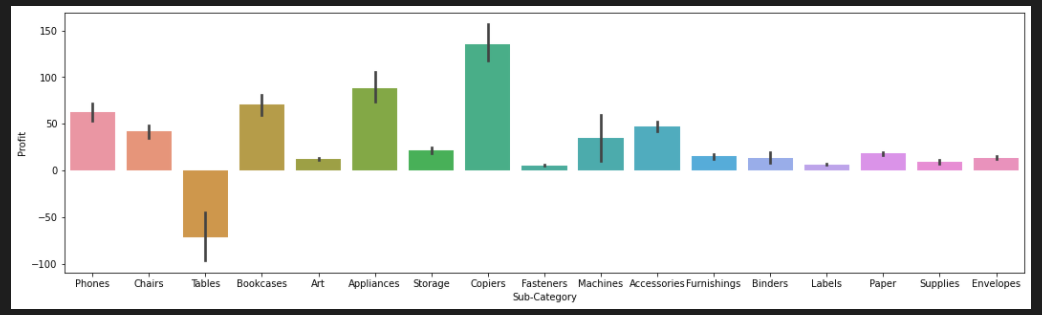 150
100
50
0
−50
−100
Profit
Phones Chairs Tables Bookcases Art Appliances Storage Copiers Fasteners Machines Accessories Furnishings Binders Labels Paper Supplies Envelopes
Sub-Category